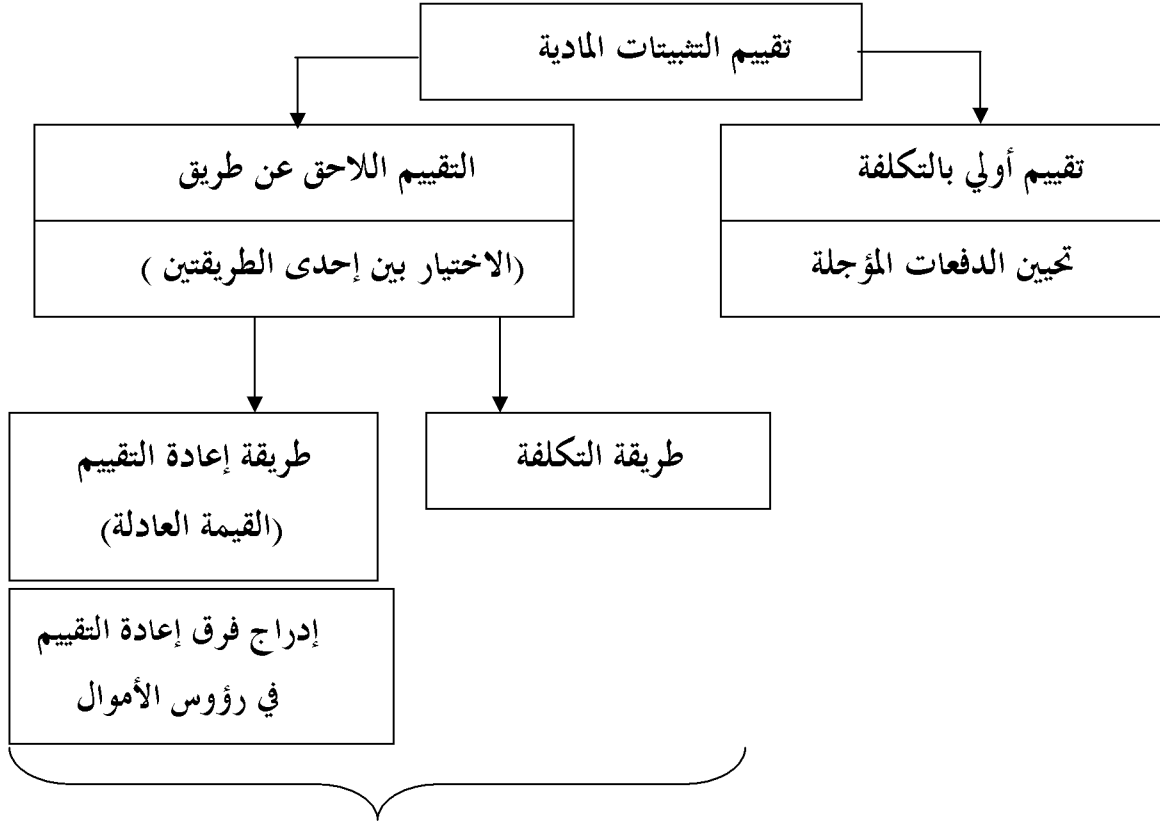 تقييم التثبيتات المادية
تقييم أولي بالتكلفة
تحيين الدفعات المؤجلة
التقييم اللاحق عن طريق
(الاختيار بين إحدى الطريقتين )
طريقة التكلفة
طريقة إعادة التقييم
(القيمة العادلة)
إدراج فرق إعادة التقييم
في رؤوس الأموال